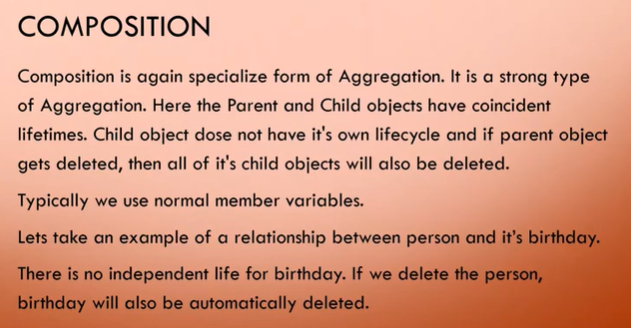 COMPOSITION
Composition is again specialize form of Aggregation. It is a strong type
of Aggregation. Here the Parent and Child objects have coincident
lifetimes. Child object dose not have it's own lifecycle and if parent object
gets deleted, then all of it's child objects will also be deleted.
Typically we use normal member variables.
Lets take an example of a relationship between person and it's birthday.
There is no independent life for birthday. If we delete the person,
birthday will also be automatically deleted.